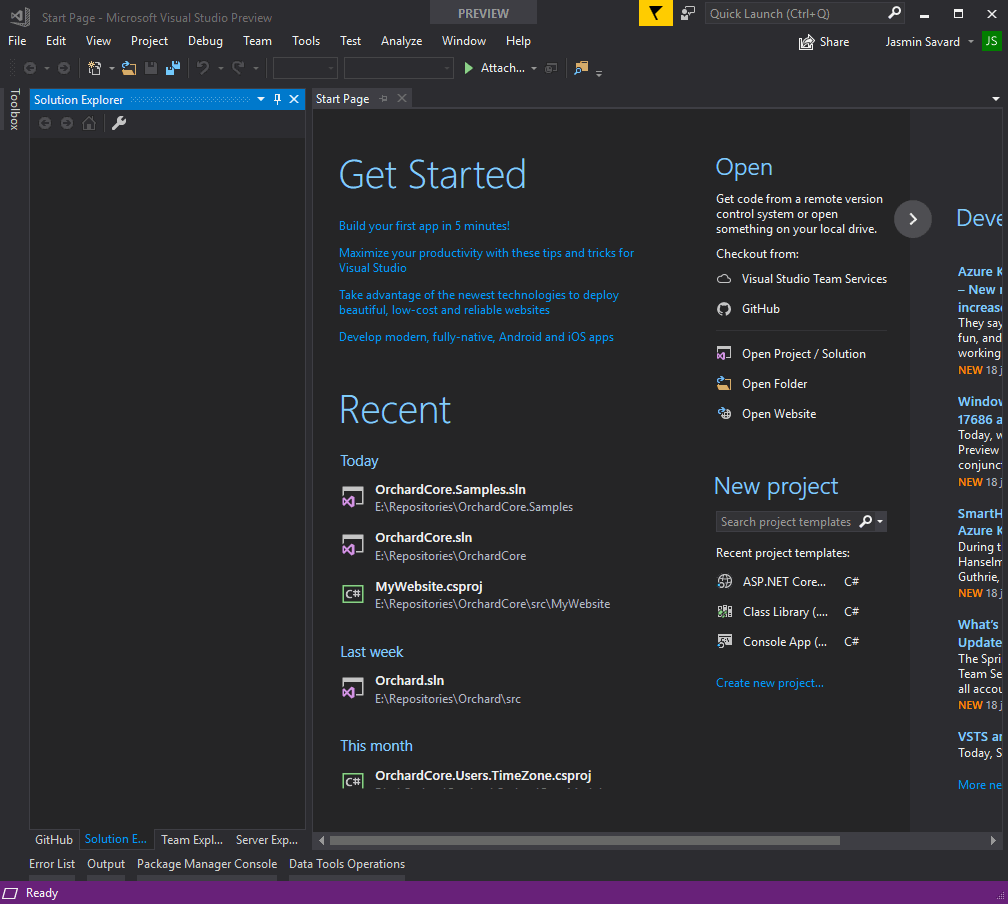 Start Page - Microsoft Visual Studio Preview
PREVIEW
Quick Launch (Ctrl+Q)
File Edit View Project Debug Team Tools Test Analyze Window Help
Share
Jasmin Savard
JS
Attach...
Toolbox
Solution Explorer
Start Page
Get Started
Build your first app in 5 minutes!
Maximize your productivity with these tips and tricks for
Visual Studio
Take advantage of the newest technologies to deploy
beautiful, low-cost and reliable websites
Develop modern, fully-native, Android and iOS apps
Recent
Today
OrchardCore.Samples.sln
E:\Repositories\OrchardCore.Samples
OrchardCore.sln
E:\Repositories\OrchardCore
C#
MyWebsite.csproj
E:\Repositories\OrchardCore\src\MyWebsite
Last week
Orchard.sln
E:\Repositories\Orchard\src
This month
C#
OrchardCore.Users.TimeZone.csproj
Open
Get code from a remote version
control system or open
something on your local drive.
Checkout from:
Visual Studio Team Services
GitHub
Open Project / Solution
Open Folder
Open Website
New project
Search project templates
Recent project templates:
ASP.NET Core... C#
Class Library (.... C#
Console App (... C#
Create new project...
Deve
Azure K
– New r
increase
They say
fun, and
working
NEW 18 j
Window
17686 a
Today, w
Preview
conjunc
NEW 18 j
SmartH
Azure K
During t
Hanselm
Guthrie,
NEW 18 j
What's
Update
The Spri
Team Se
all accou
NEW 18 j
VSTS an
Today, S
More ne
GitHub Solution E... Team Expl... Server Exp...
Error List Output Package Manager Console Data Tools Operations
Ready